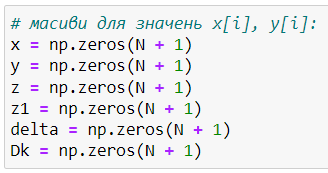 # масиви для значень x[i], y[i]:
x = np.zeros(N + 1)
y = np.zeros(N + 1)
z = np.zeros(N + 1)
z1 = np.zeros(N + 1)
delta = np.zeros(N + 1)
Dk = np.zeros(N + 1)